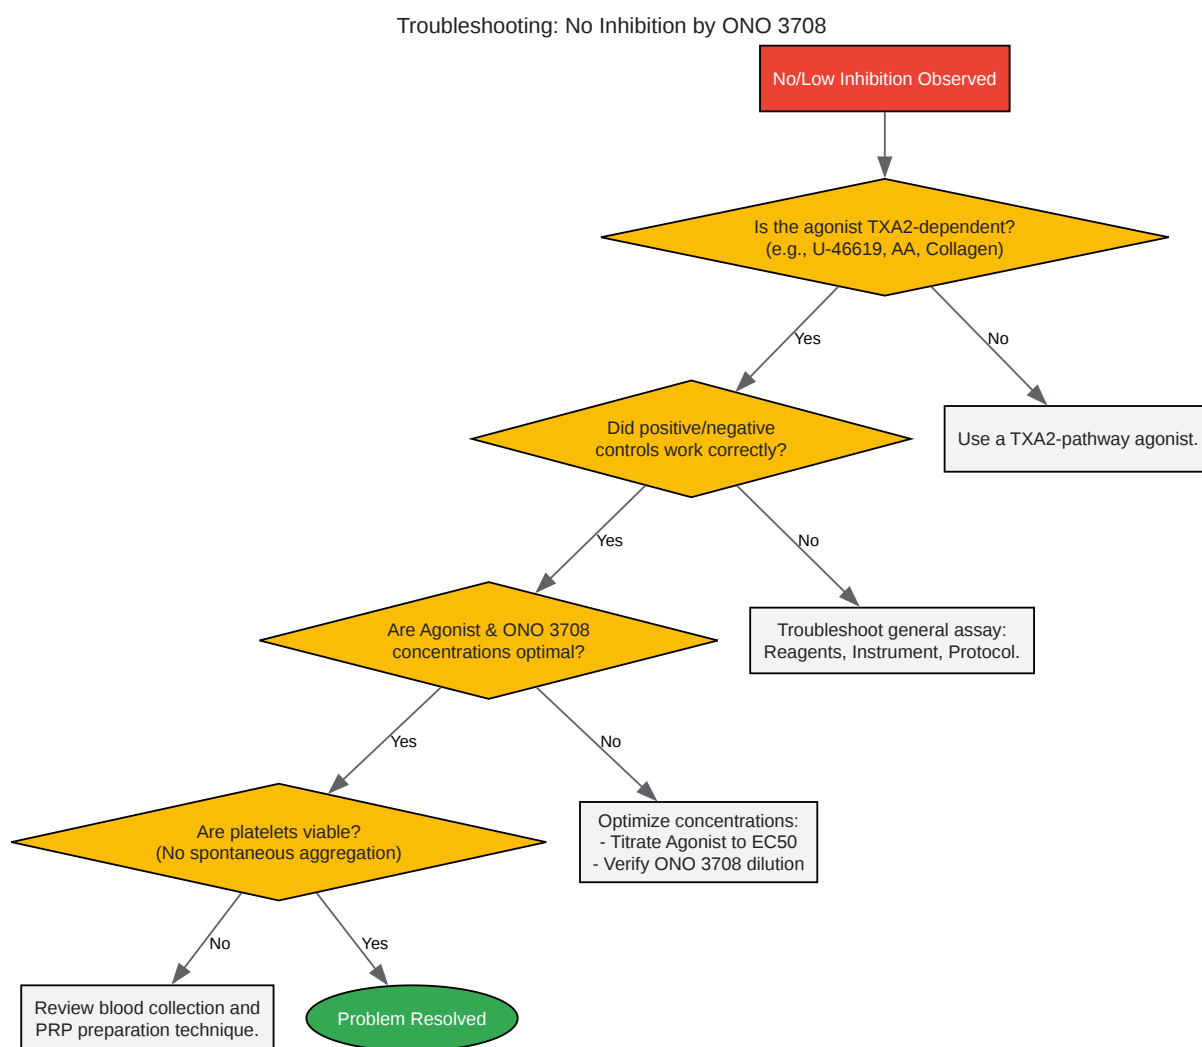 Troubleshooting: No Inhibition by ONO 3708
No/Low Inhibition Observed
Is the agonist TXA2-dependent?
(e.g., U-46619, AA, Collagen)
Yes
No
Did positive/negative
controls work correctly?
Use a TXA2-pathway agonist.
Yes
No
Are Agonist & ONO 3708
concentrations optimal?
Troubleshoot general assay:
Reagents, Instrument, Protocol.
Yes
No
Are platelets viable?
(No spontaneous aggregation)
Optimize concentrations:
- Titrate Agonist to EC50
- Verify ONO 3708 dilution
No
Yes
Review blood collection and
PRP preparation technique.
Problem Resolved